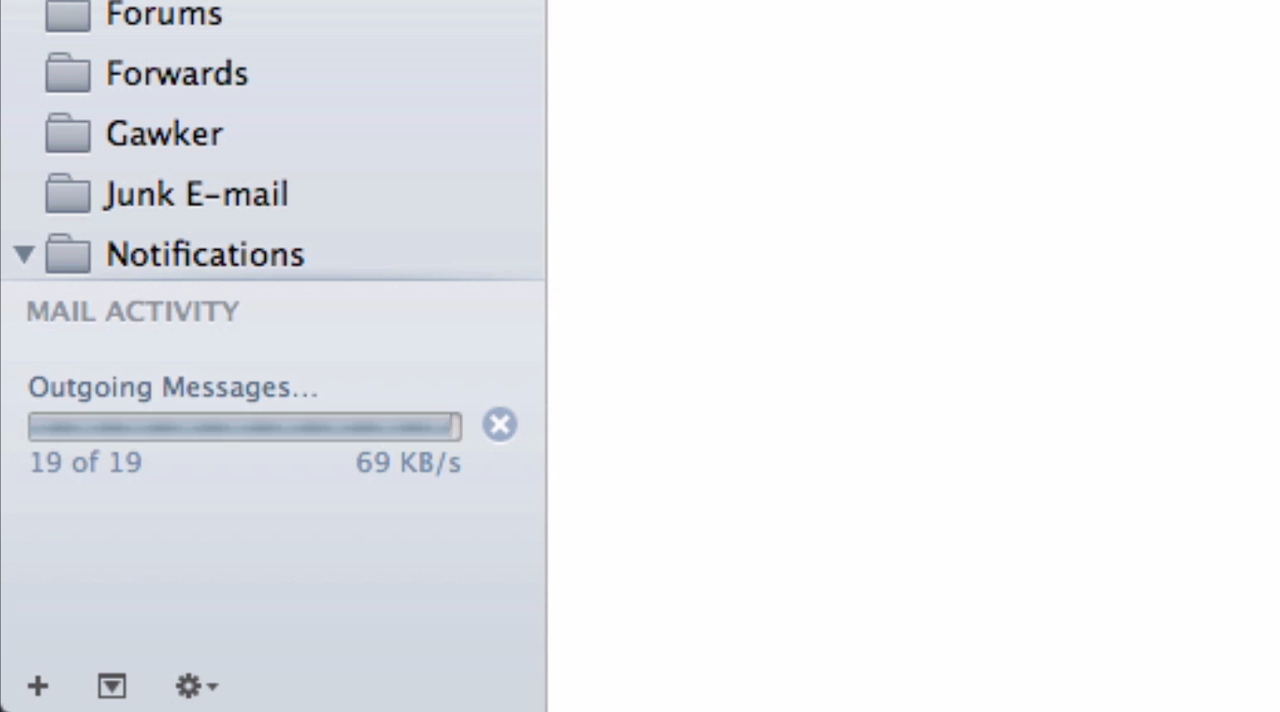 Forums
Forwards
Gawker
Junk E-mail
Notifications
MAIL ACTIVITY
Outgoing Messages...
19 of 19
69 KB/s